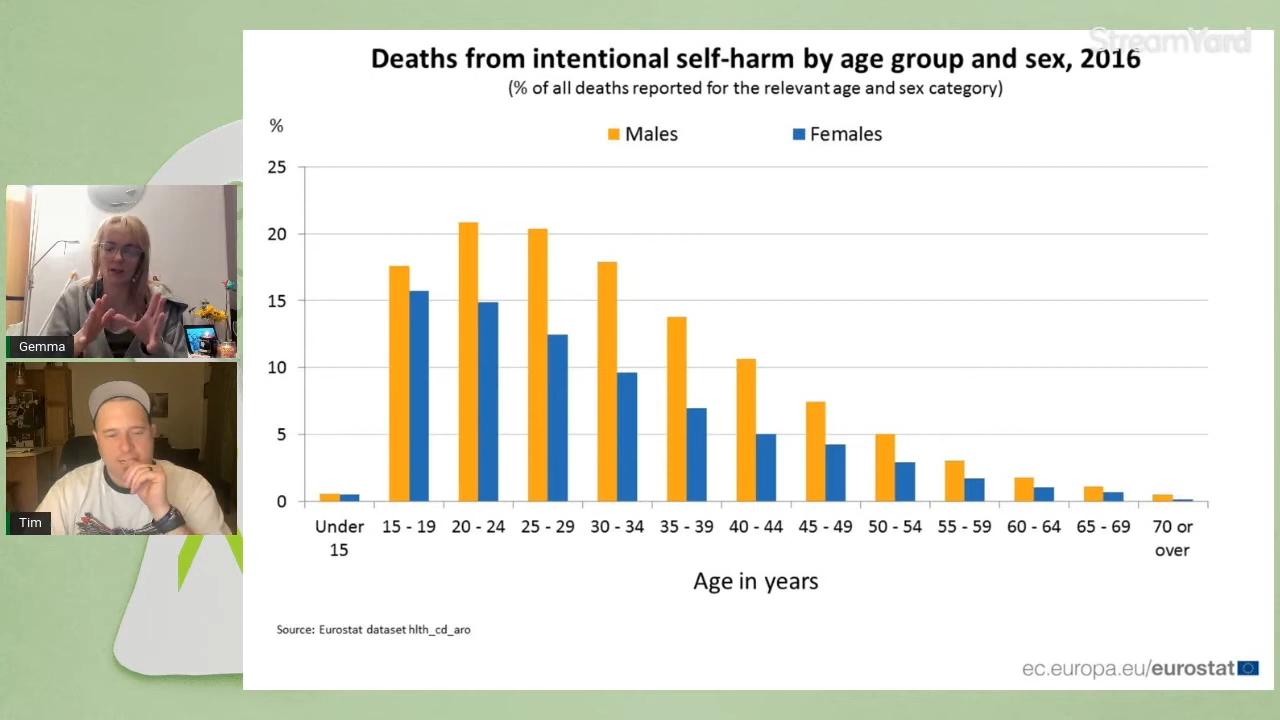 StreamYard
Deaths from intentional self-harm by age group and sex, 2016
(% of all deaths reported for the relevant age and sex category)
%
Males
Females
25
20
15
10
5
0
Under 15
15 - 19
20 - 24
25 - 29
30 - 34
35 - 39
40 - 44
45 - 49
50 - 54
55 - 59
60 - 64
65 - 69
70 or over
Age in years
Source: Eurostat dataset hlth_cd_aro
ec.europa.eu/eurostat
Gemma
Tim